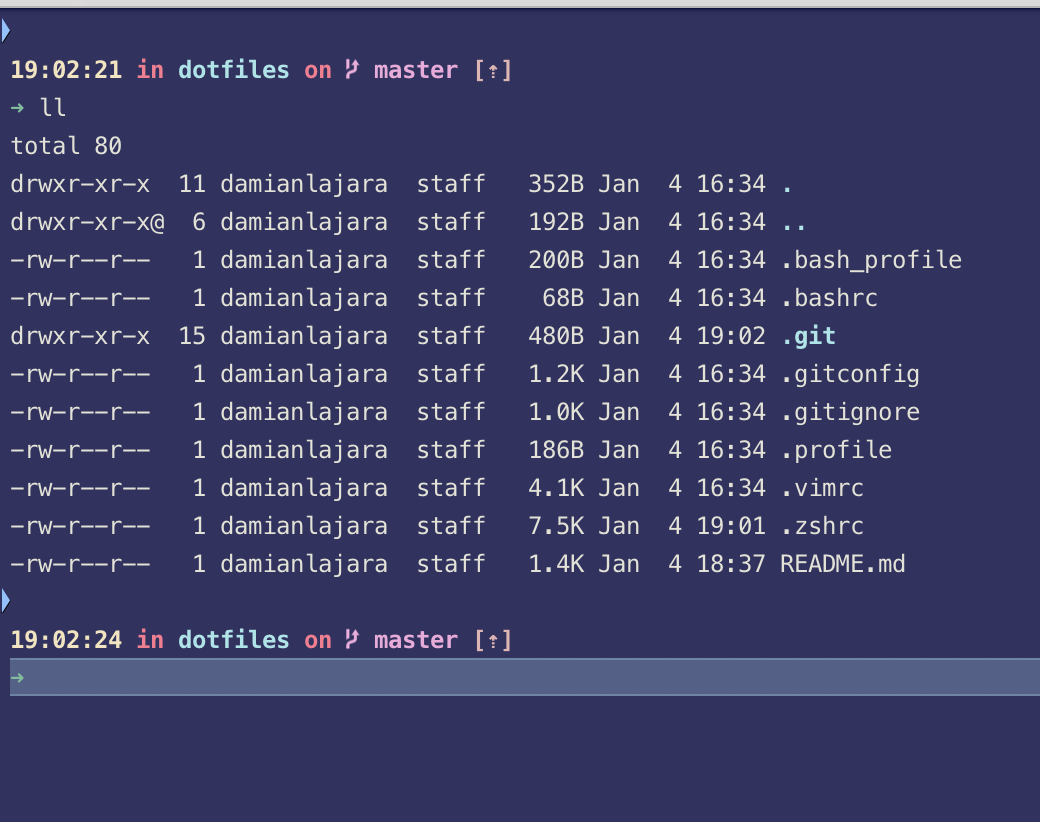 19:02:21 in dotfiles on master [⇡]
➜ ll
total 80
drwxr-xr-x  11 damianlajara  staff   352B Jan  4 16:34 .
drwxr-xr-x@  6 damianlajara  staff   192B Jan  4 16:34 ..
-rw-r--r--   1 damianlajara  staff   200B Jan  4 16:34 .bash_profile
-rw-r--r--   1 damianlajara  staff    68B Jan  4 16:34 .bashrc
drwxr-xr-x  15 damianlajara  staff   480B Jan  4 19:02 .git
-rw-r--r--   1 damianlajara  staff   1.2K Jan  4 16:34 .gitconfig
-rw-r--r--   1 damianlajara  staff   1.0K Jan  4 16:34 .gitignore
-rw-r--r--   1 damianlajara  staff   186B Jan  4 16:34 .profile
-rw-r--r--   1 damianlajara  staff   4.1K Jan  4 16:34 .vimrc
-rw-r--r--   1 damianlajara  staff   7.5K Jan  4 19:01 .zshrc
-rw-r--r--   1 damianlajara  staff   1.4K Jan  4 18:37 README.md
19:02:24 in dotfiles on master [⇡]
➜